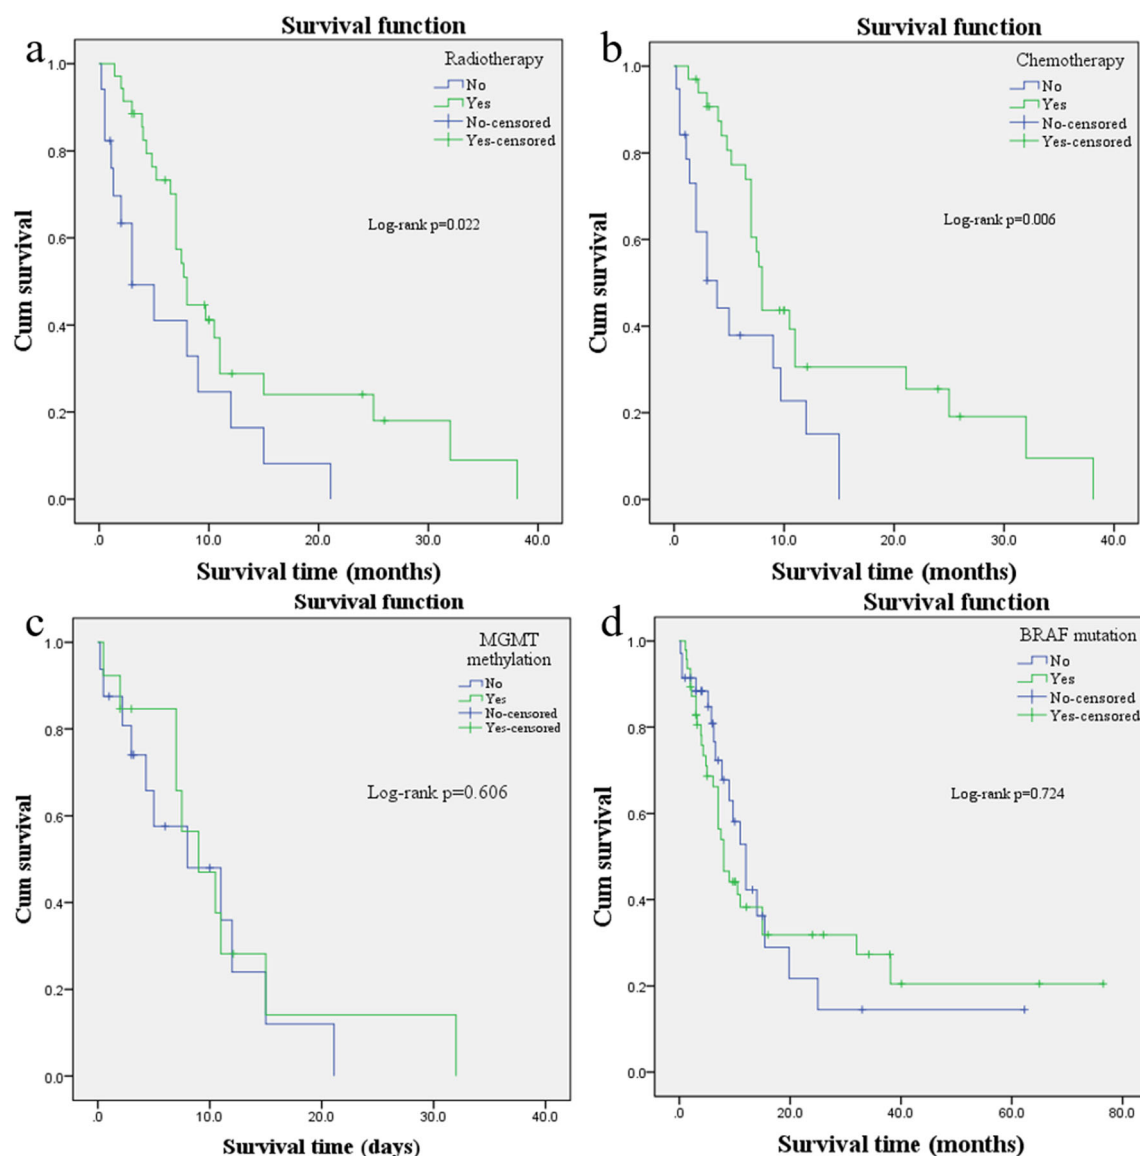 a
Survival function
Radiotherapy
No
Yes
No-censored
Yes-censored
Log-rank p=0.022
Cum survival
1.0
0.8
0.6
0.4
0.2
0.0
.0 10.0 20.0 30.0 40.0
Survival time (months)
b
Survival function
Chemotherapy
No
Yes
No-censored
Yes-censored
Log-rank p=0.006
Cum survival
1.0
0.8
0.6
0.4
0.2
0.0
.0 10.0 20.0 30.0 40.0
Survival time (months)
c
Survival function
MGMT
methylation
No
Yes
No-censored
Yes-censored
Log-rank p=0.606
Cum survival
1.0
0.8
0.6
0.4
0.2
0.0
.0 10.0 20.0 30.0 40.0
Survival time (days)
d
Survival function
BRAF mutation
No
Yes
No-censored
Yes-censored
Log-rank p=0.724
Cum survival
1.0
0.8
0.6
0.4
0.2
0.0
.0 20.0 40.0 60.0 80.0
Survival time (months)